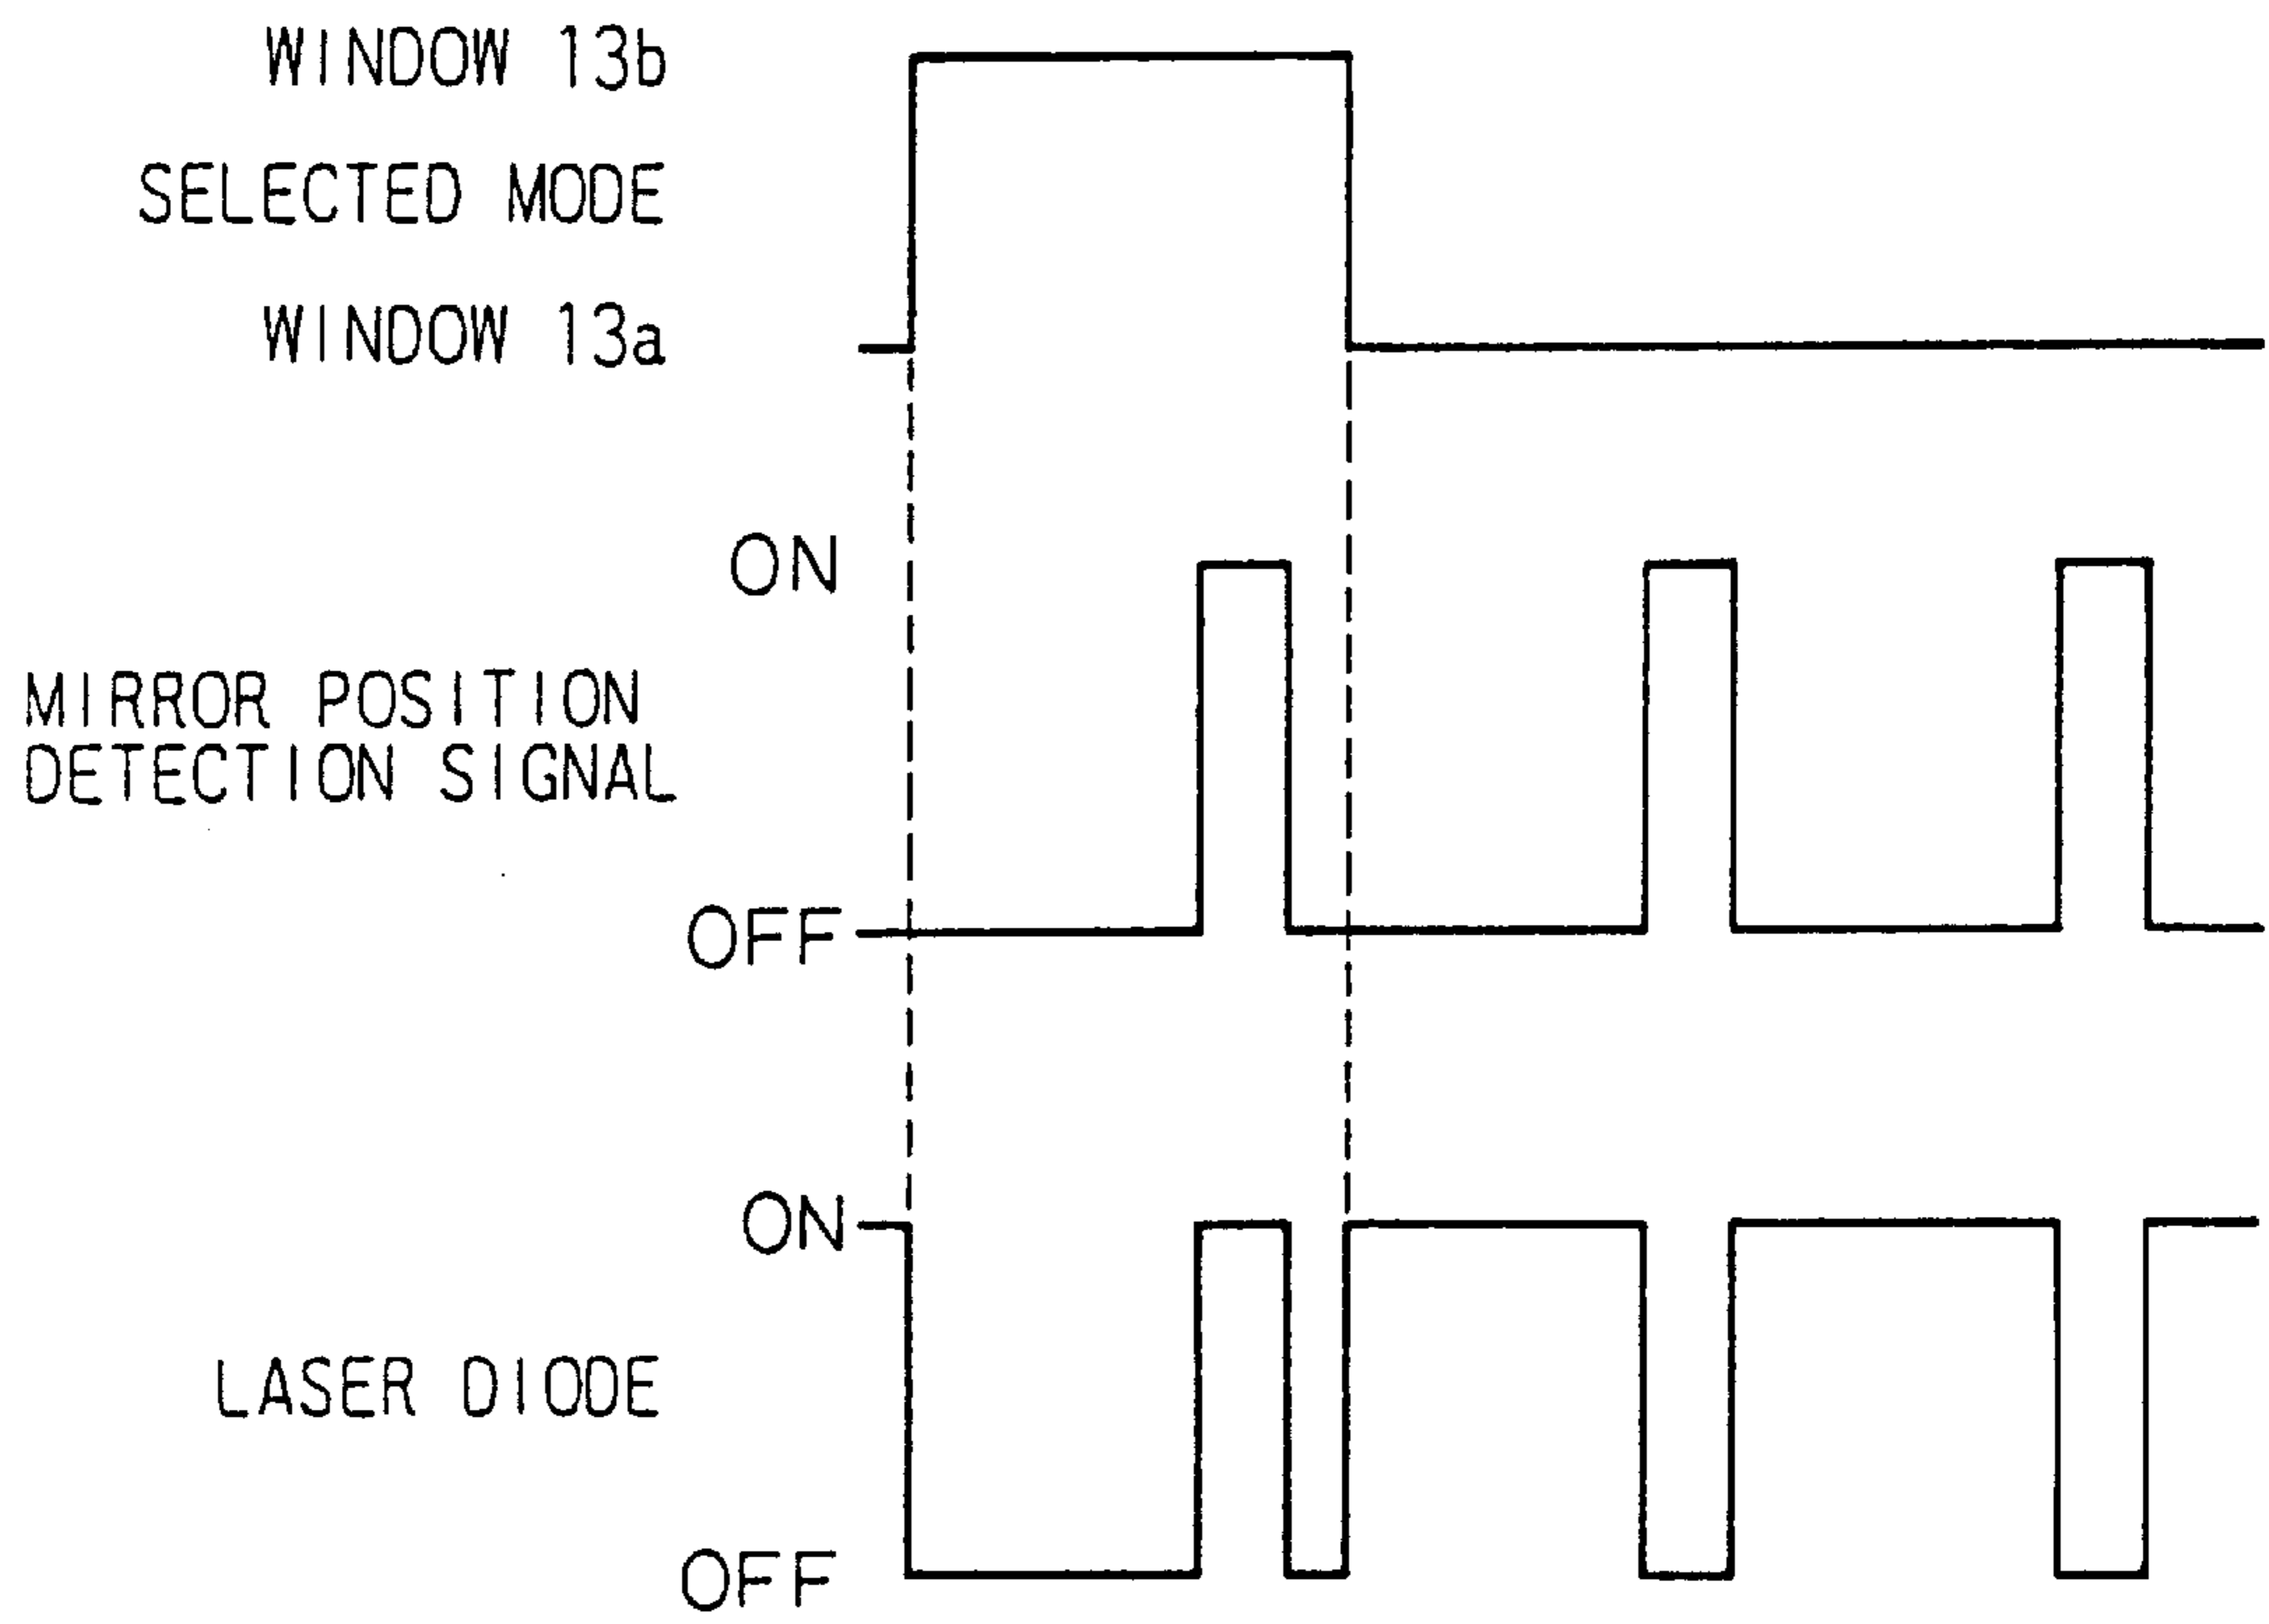 WINDOW 13b
SELECTED MODE
WINDOW 13a
ON
MIRROR POSITION
DETECTION SIGNAL
OFF
ON
LASER DIODE
OFF